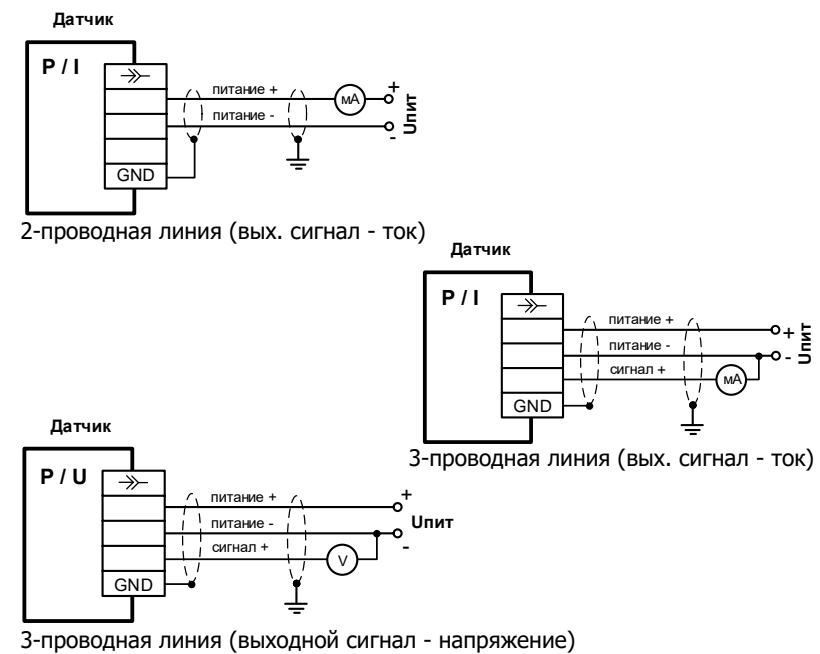 Датчик
P / I
питание +
мА
+
Uпит
питание -
-
GND
2-проводная линия (вых. сигнал - ток)
Датчик
P / I
питание +
+
Uпит
питание -
-
сигнал +
мА
GND
3-проводная линия (вых. сигнал - ток)
Датчик
P / U
питание +
+
Uпит
питание -
-
сигнал +
V
GND
3-проводная линия (выходной сигнал - напряжение)